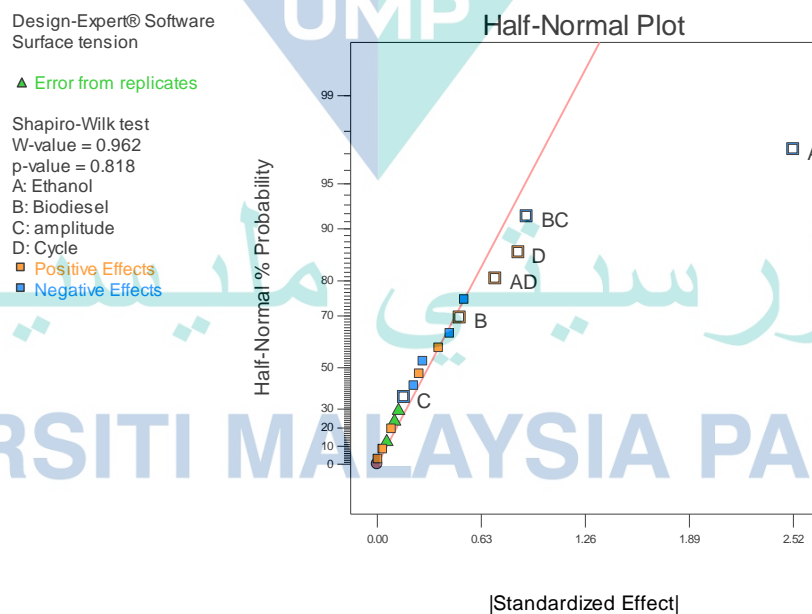 Design-Expert® Software
Surface tension
Error from replicates
Shapiro-Wilk test
W-value = 0.962
p-value = 0.818
A: Ethanol
B: Biodiesel
C: amplitude
D: Cycle
Positive Effects
Negative Effects
UMP
Half-Normal Plot
Half-Normal % Probability
99
95
90
80
70
50
30
20
10
0
A
BC
D
AD
B
C
0.00
0.63
1.26
1.89
2.52
|Standardized Effect|
RSITI MALAYSIA PA